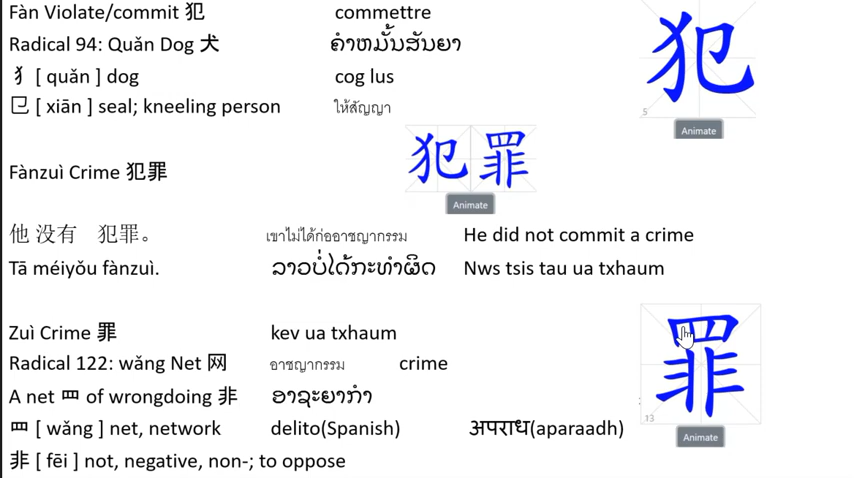 Fàn Violate/commit 犯 commettre
Radical 94: Quǎn Dog 犬 ຄຳຫມັ້ນສັນຍາ
犭 [ quǎn ] dog cog lus
㔾 [ xiān ] seal; kneeling person ให้สัญญา
犯
5
Animate
Fànzuì Crime 犯罪
犯罪
Animate
他 没有 犯罪。 เขาไม่ได้ก่ออาชญากรรม He did not commit a crime
Tā méiyǒu fànzuì. ລາວບໍ່ໄດ້ກະທຳຜິດ Nws tsis tau ua txhaum
Zuì Crime 罪 kev ua txhaum
Radical 122: wǎng Net 网 อาชญากรรม crime
A net 罒 of wrongdoing 非 ອາຊະຍາກຳ
罒 [ wǎng ] net, network delito(Spanish) अपराध(aparaadh)
非 [ fēi ] not, negative, non-; to oppose
罪
13
Animate